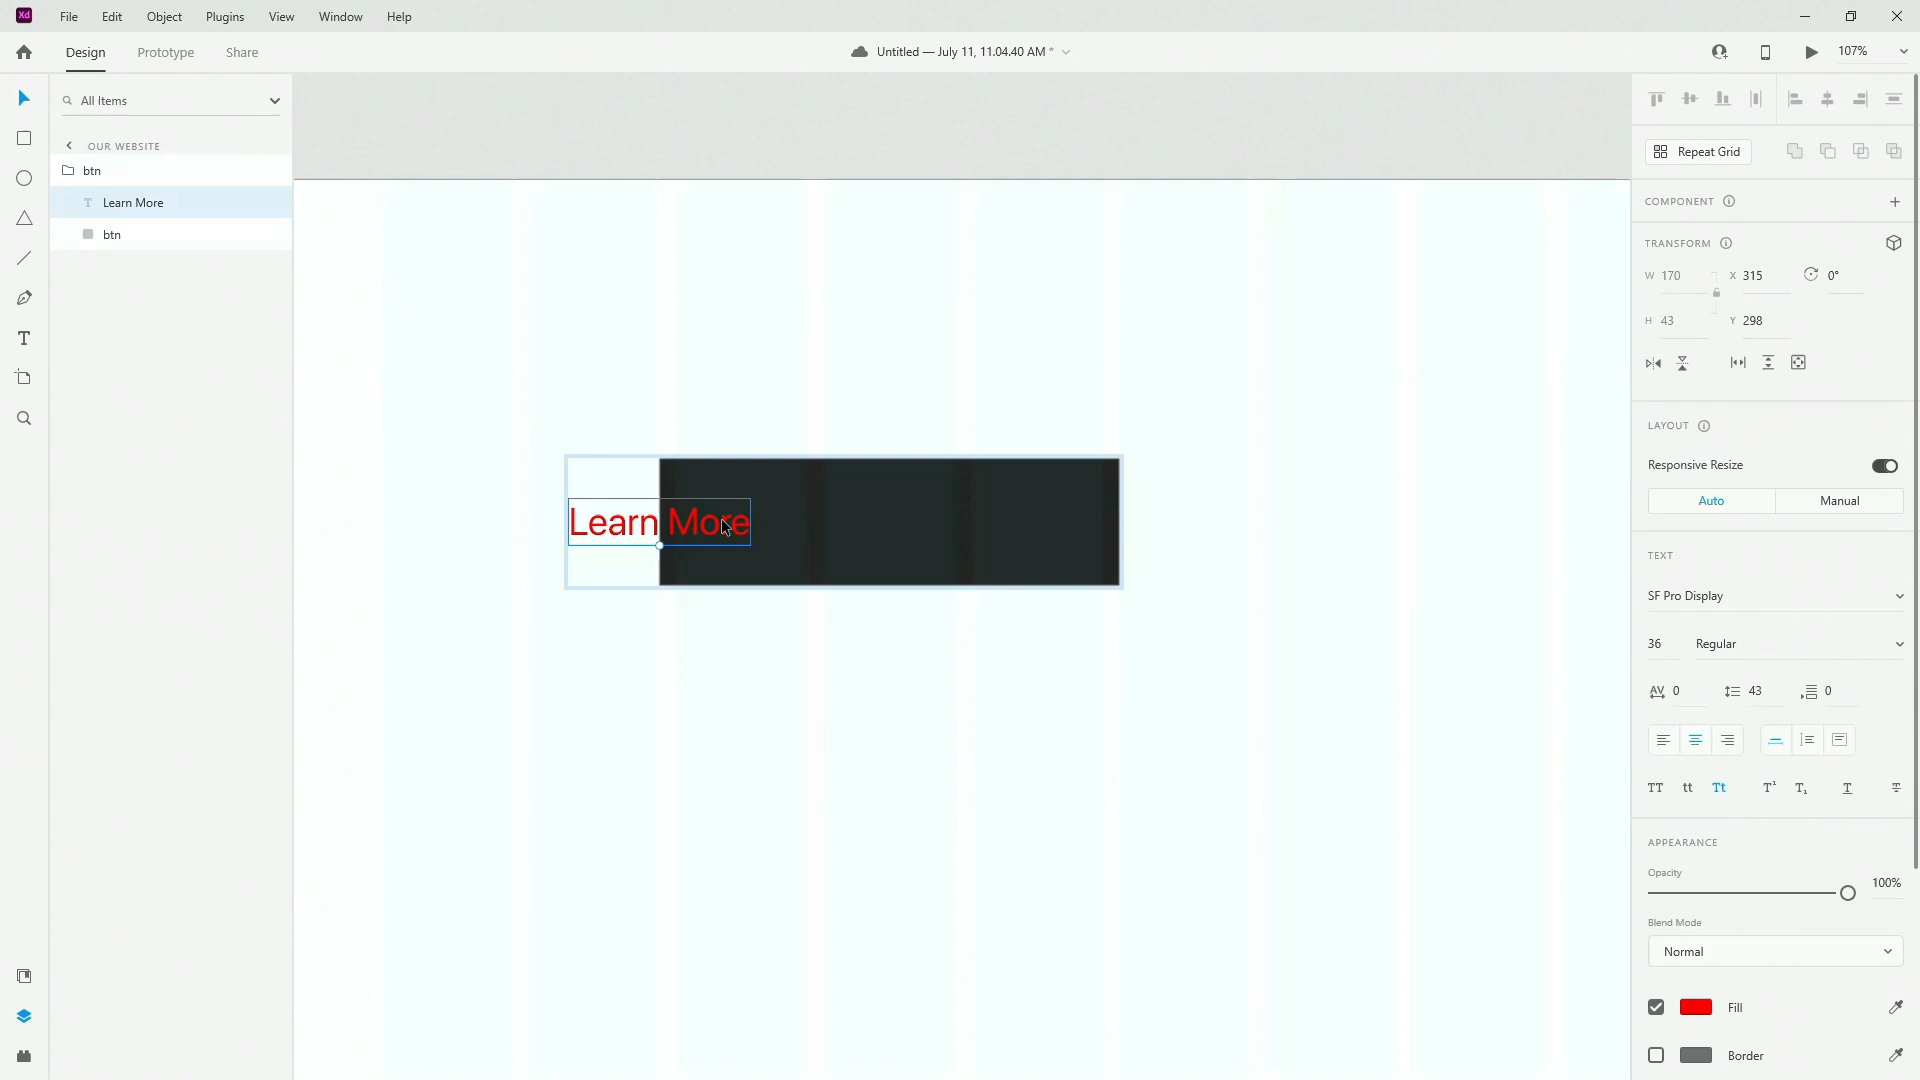 Xd File Edit Object Plugins View Window Help
Design Prototype Share Untitled — July 11, 11.04.40 AM * 107%
All Items
OUR WEBSITE
btn
T Learn More
btn
Learn More
Repeat Grid
COMPONENT
TRANSFORM
W 170 X 315 0°
H 43 Y 298
LAYOUT
Responsive Resize
Auto Manual
TEXT
SF Pro Display
36 Regular
AV 0 43 0
TT tt Tt T¹ T₁ T T
APPEARANCE
Opacity
100%
Blend Mode
Normal
Fill
Border